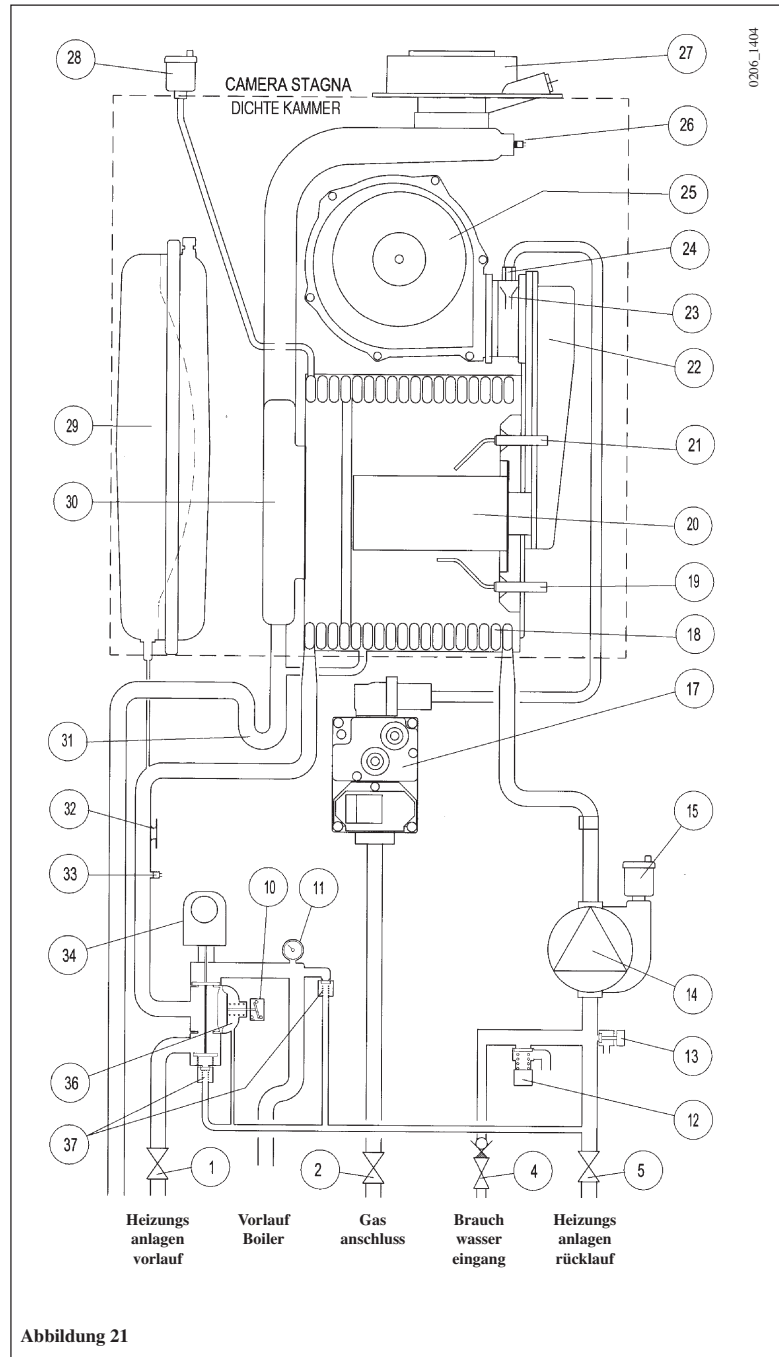 0206_1404
28
27
CAMERA STAGNA
DICHTE KAMMER
26
25
24
23
22
29
21
30
20
19
18
17
31
32
15
33
10
11
34
14
13
36
12
37
1
2
4
5
Heizungs
anlagen
vorlauf
Vorlauf
Boiler
Gas
anschluss
Brauch
wasser
eingang
Heizungs
anlagen
rücklauf
Abbildung 21